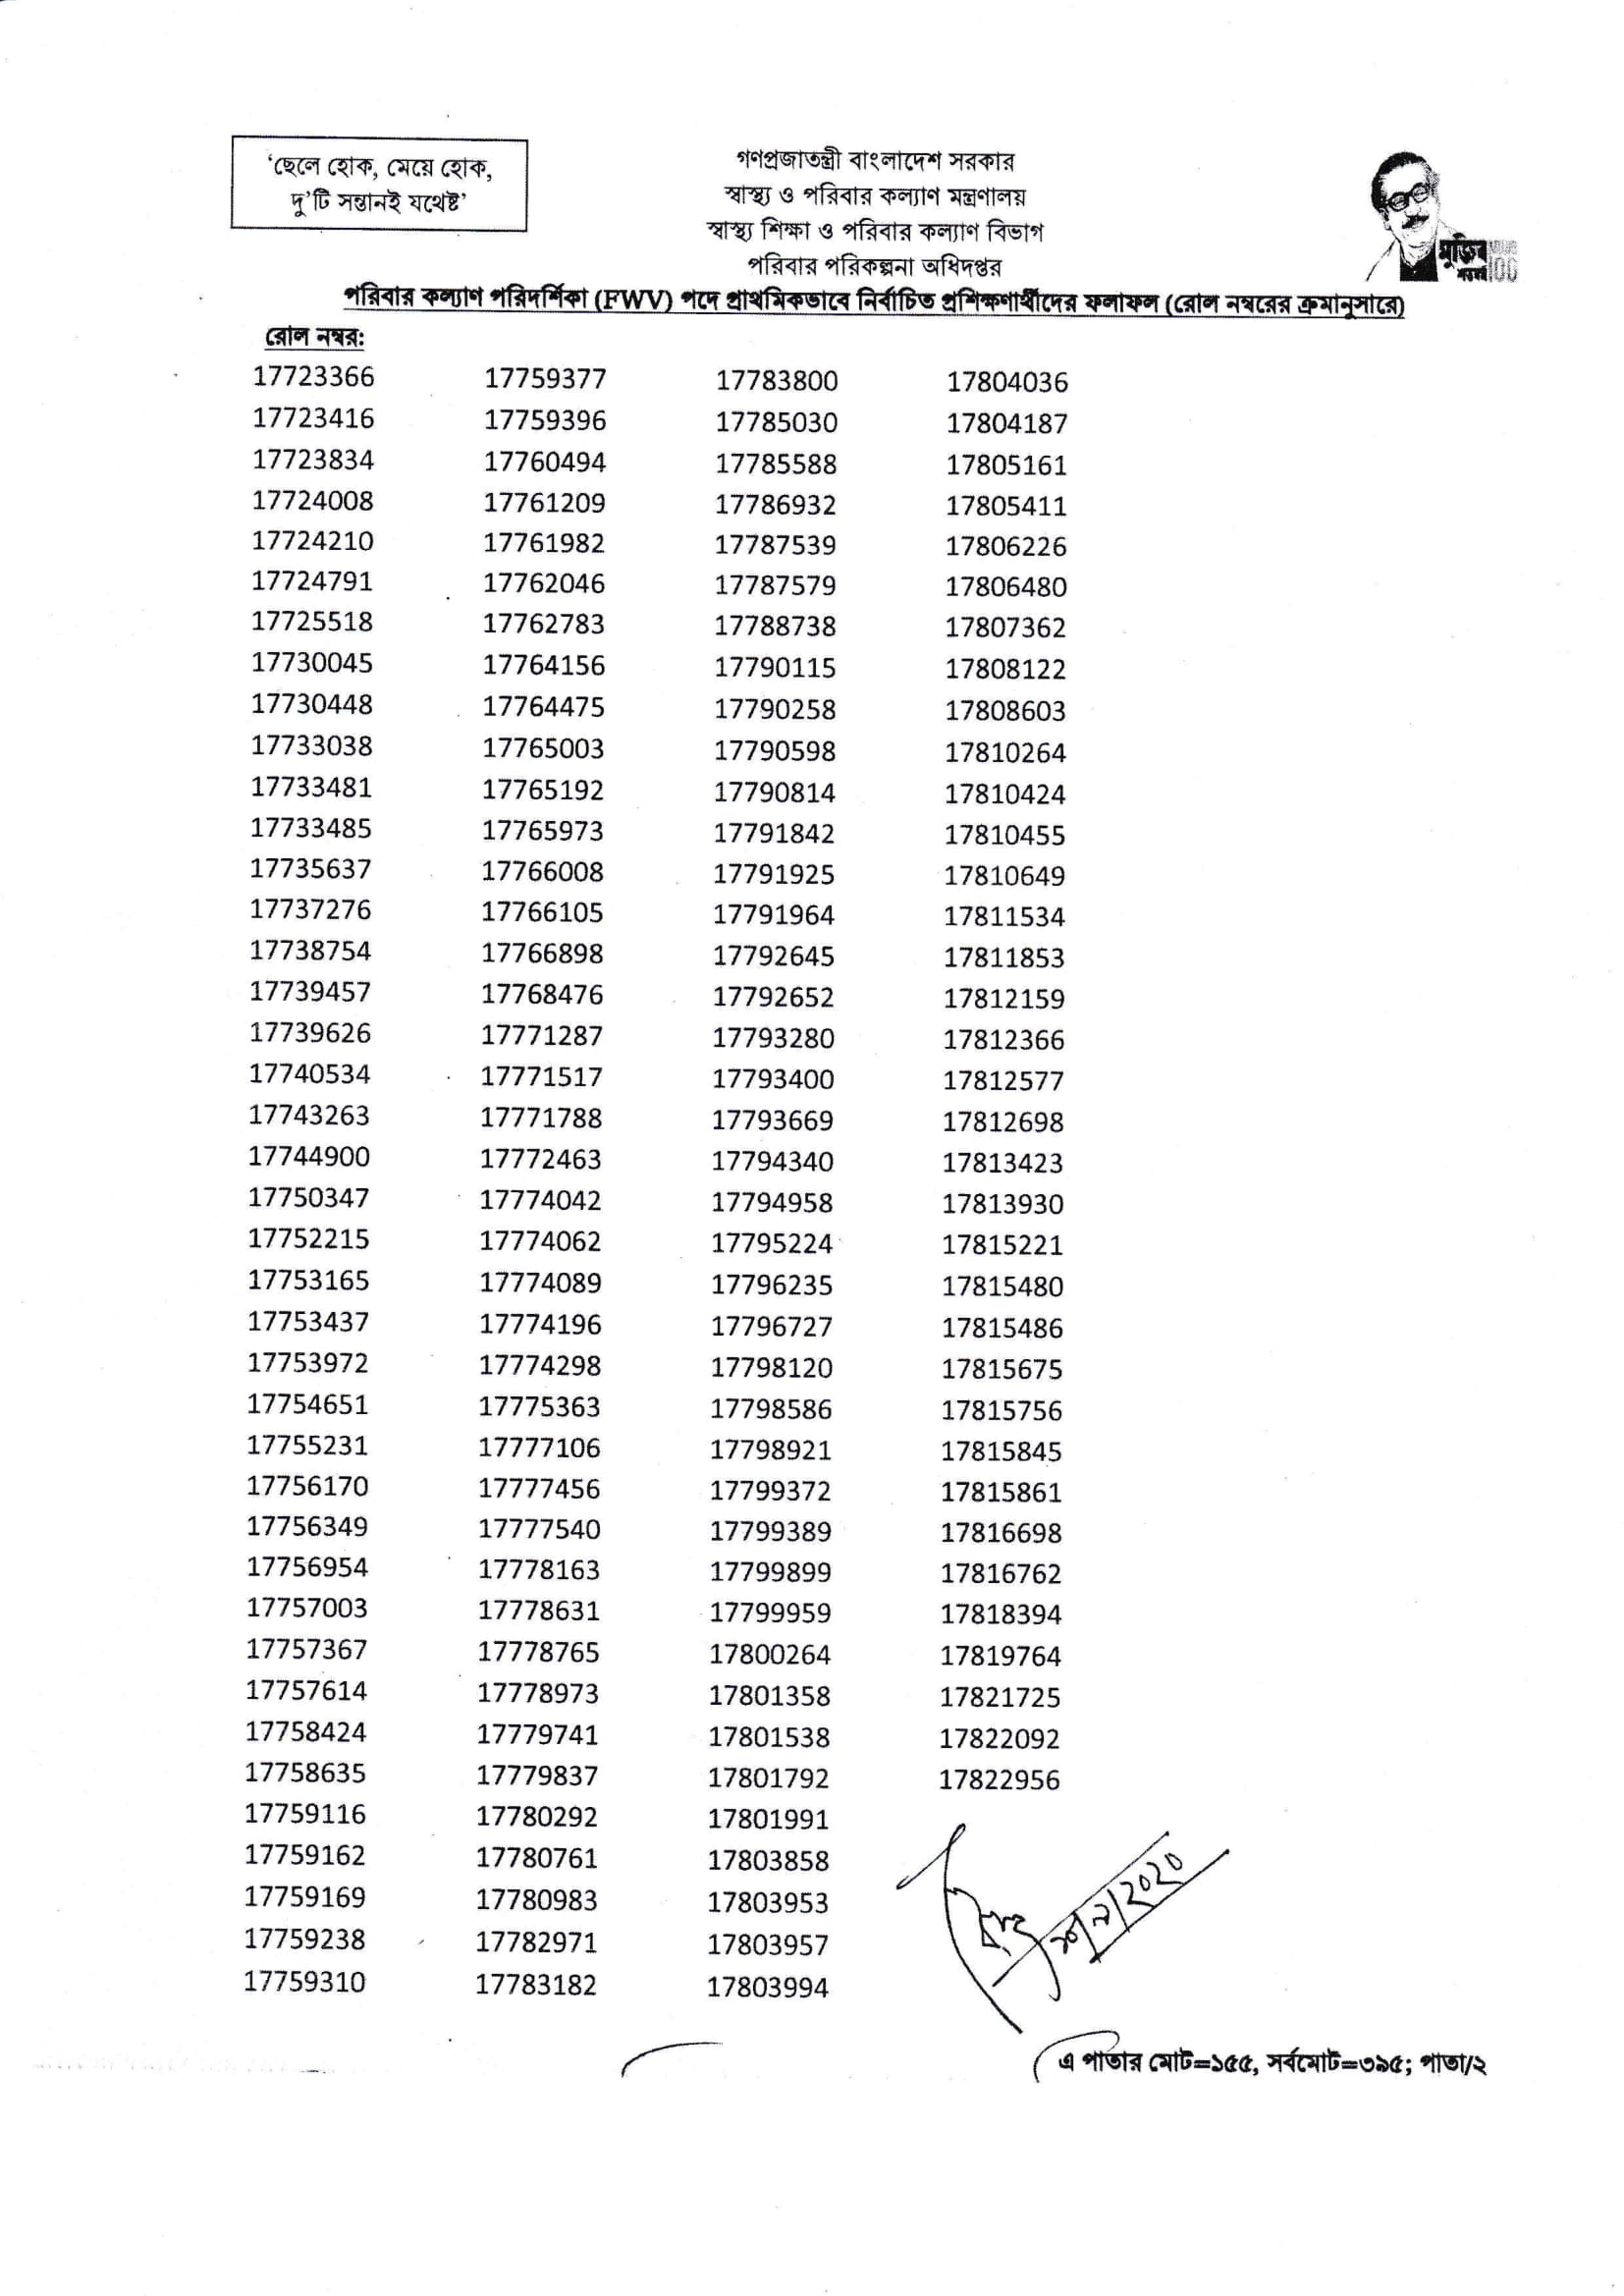 ‘ছেলে হোক, মেয়ে হোক,
দু’টি সন্তানই যথেষ্ট’
গণপ্রজাতন্ত্রী বাংলাদেশ সরকার
স্বাস্থ্য ও পরিবার কল্যাণ মন্ত্রণালয়
স্বাস্থ্য শিক্ষা ও পরিবার কল্যাণ বিভাগ
পরিবার পরিকল্পনা অধিদপ্তর
মুজিব
শতবর্ষ 100
পরিবার কল্যাণ পরিদর্শিকা (FWV) পদে প্রাথমিকভাবে নির্বাচিত প্রশিক্ষণার্থীদের ফলাফল (রোল নম্বরের ক্রমানুসারে)
রোল নম্বর:
17723366 17759377 17783800 17804036
17723416 17759396 17785030 17804187
17723834 17760494 17785588 17805161
17724008 17761209 17786932 17805411
17724210 17761982 17787539 17806226
17724791 17762046 17787579 17806480
17725518 17762783 17788738 17807362
17730045 17764156 17790115 17808122
17730448 17764475 17790258 17808603
17733038 17765003 17790598 17810264
17733481 17765192 17790814 17810424
17733485 17765973 17791842 17810455
17735637 17766008 17791925 17810649
17737276 17766105 17791964 17811534
17738754 17766898 17792645 17811853
17739457 17768476 17792652 17812159
17739626 17771287 17793280 17812366
17740534 17771517 17793400 17812577
17743263 17771788 17793669 17812698
17744900 17772463 17794340 17813423
17750347 17774042 17794958 17813930
17752215 17774062 17795224 17815221
17753165 17774089 17796235 17815480
17753437 17774196 17796727 17815486
17753972 17774298 17798120 17815675
17754651 17775363 17798586 17815756
17755231 17777106 17798921 17815845
17756170 17777456 17799372 17815861
17756349 17777540 17799389 17816698
17756954 17778163 17799899 17816762
17757003 17778631 17799959 17818394
17757367 17778765 17800264 17819764
17757614 17778973 17801358 17821725
17758424 17779741 17801538 17822092
17758635 17779837 17801792 17822956
17759116 17780292 17801991
17759162 17780761 17803858
17759169 17780983 17803953
17759238 17782971 17803957
17759310 17783182 17803994
এ পাতার মোট=১৫৫, সর্বমোট=৩৯৫; পাতা/২